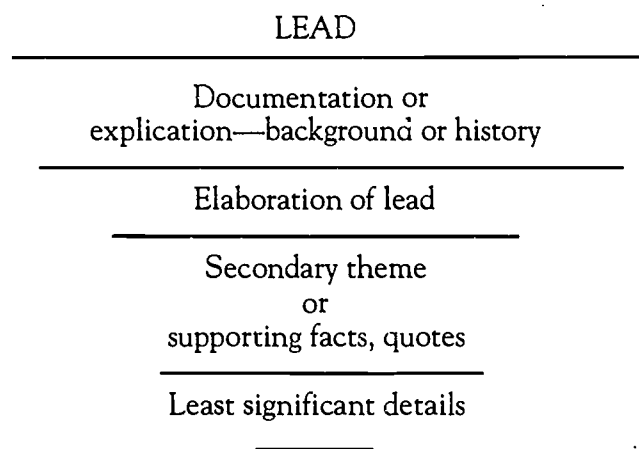 LEAD
Documentation or
explication—background or history
Elaboration of lead
Secondary theme
or
supporting facts, quotes
Least significant details